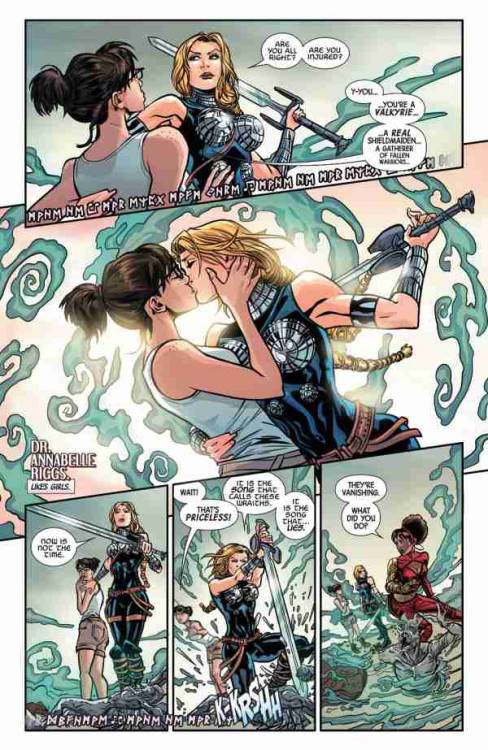 ARE
YOU ALL
RIGHT?
ARE YOU
INJURED?
Y-YOU...
...YOU'RE A
VALKYRIE...
...A REAL
SHIELDMAIDEN...
A GATHERER
OF FALLEN
WARRIORS...
DR.
ANNABELLE
RIGGS.
LIKES GIRLS.
NOW IS
NOT THE
TIME.
WAIT!
THAT'S
PRICELESS!
IT IS THE
SONG THAT
CALLS THESE
WRAITHS.
IT IS
THE SONG
THAT...
LIES.
K-KRSHH
THEY'RE
VANISHING.
WHAT
DID YOU
DO?